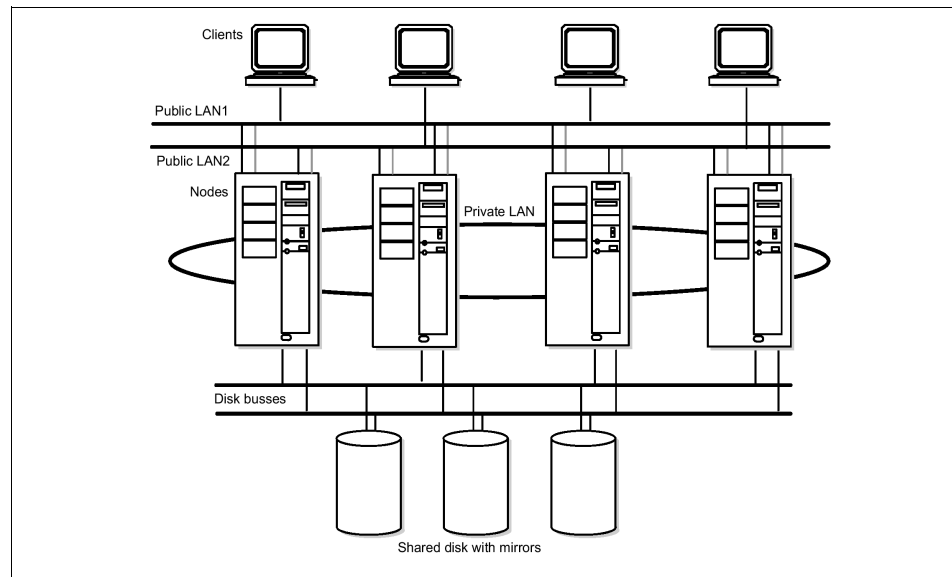 Clients
Public LAN1
Public LAN2
Nodes
Private LAN
Disk busses
Shared disk with mirrors